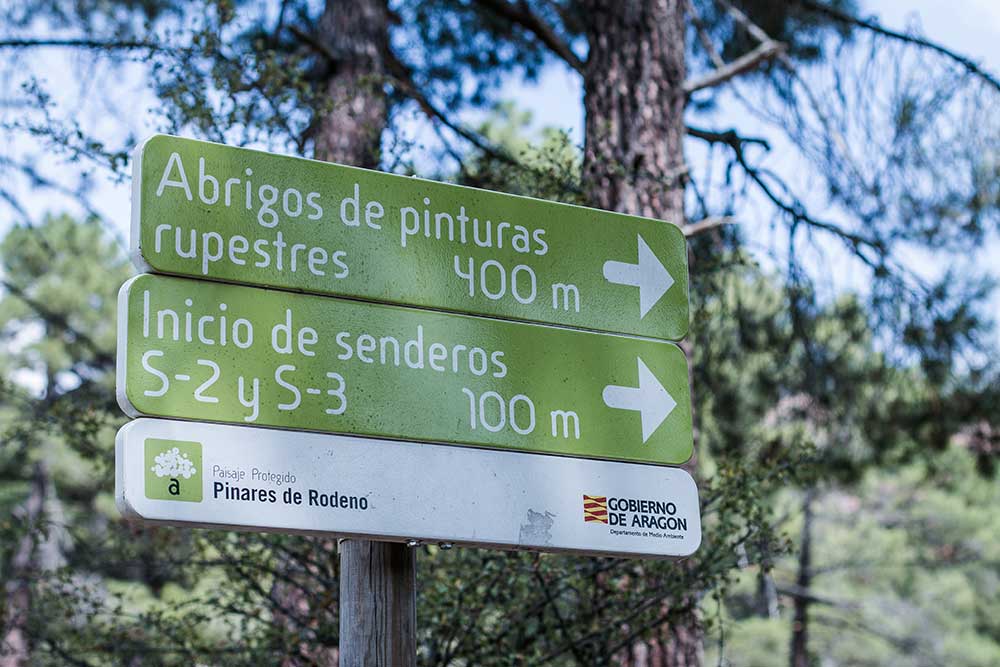 Abrigos de pinturas
rupestres 400 m
Inicio de senderos
S-2 y S-3 100 m
a
Paisaje Protegido
Pinares de Rodeno
GOBIERNO
DE ARAGON
Departamento de Medio Ambiente